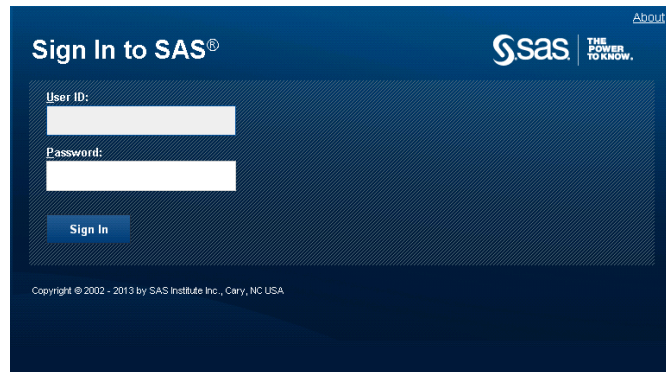 About
Sign In to SAS®
sas. THE POWER TO KNOW.
User ID:
Password:
Sign In
Copyright © 2002 - 2013 by SAS Institute Inc., Cary, NC USA